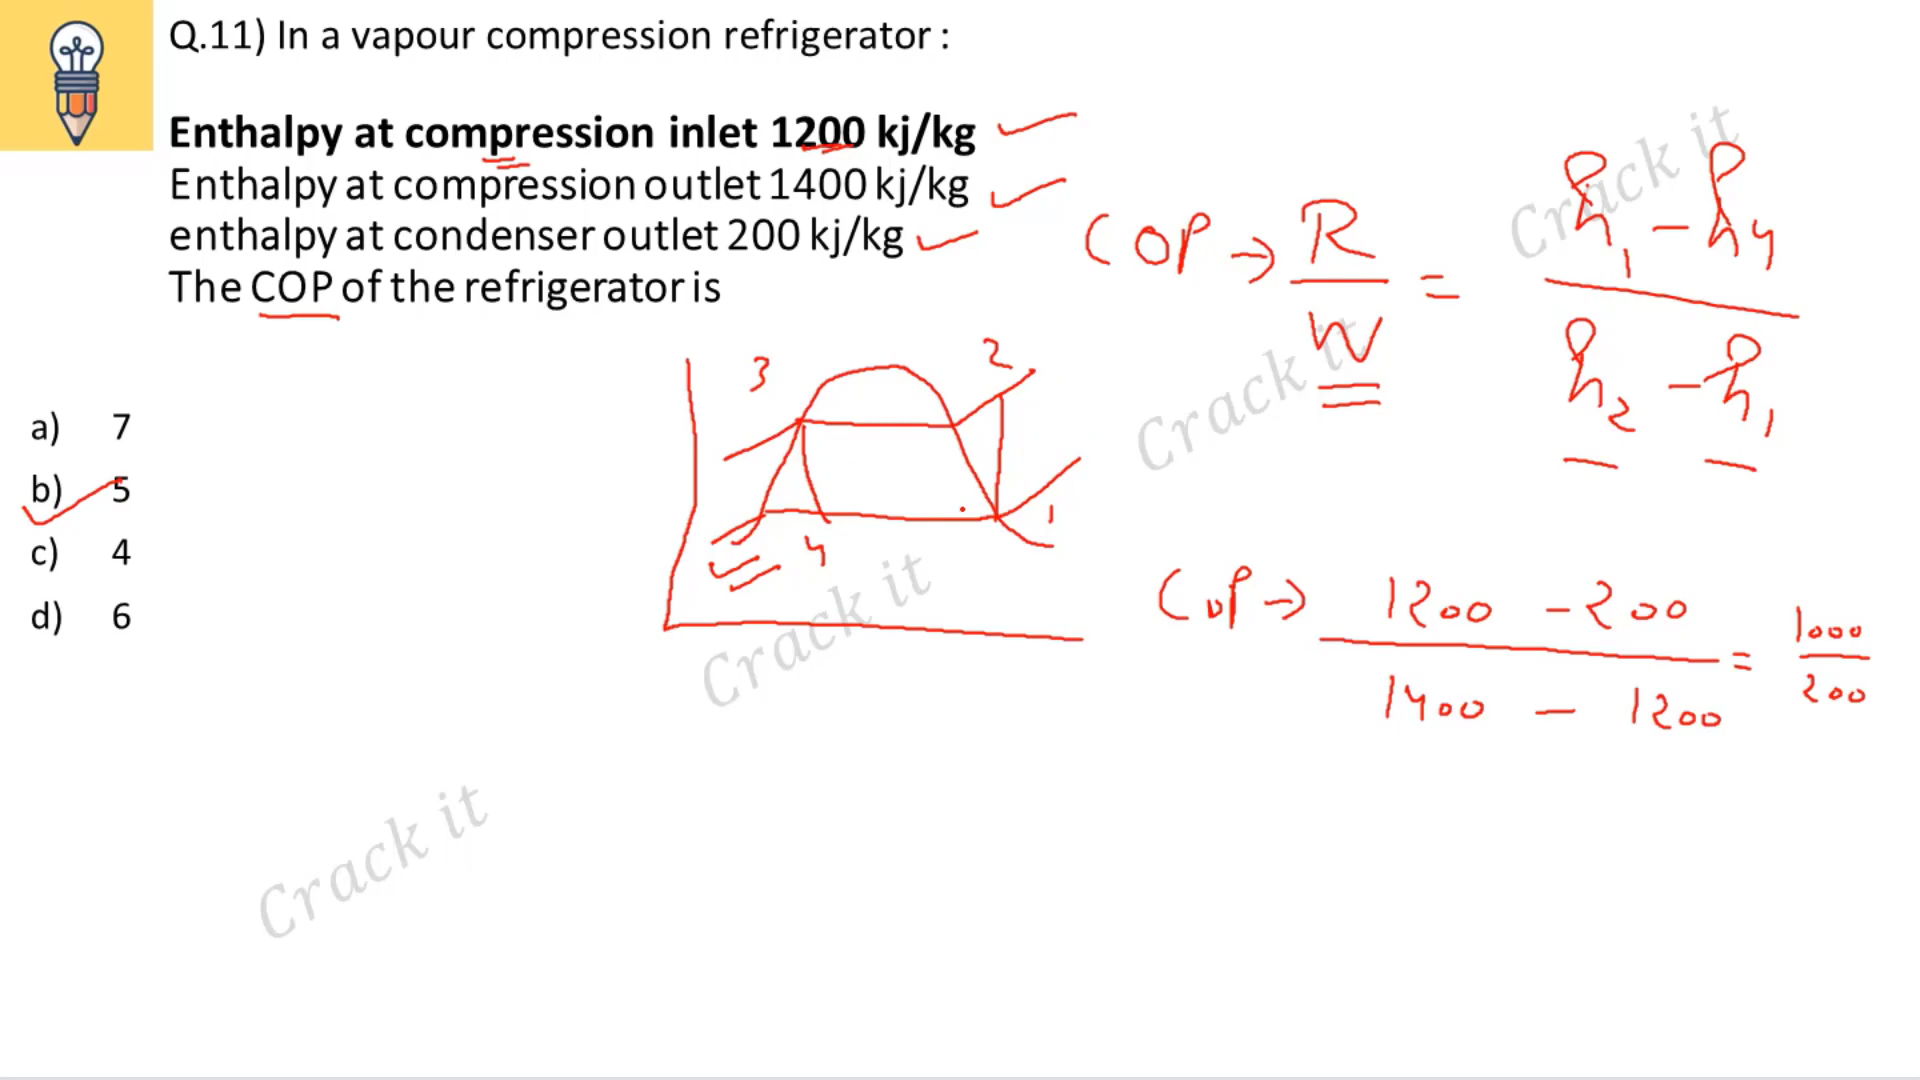 Q.11) In a vapour compression refrigerator :
Enthalpy at compression inlet 1200 kj/kg
Enthalpy at compression outlet 1400 kj/kg
enthalpy at condenser outlet 200 kj/kg
The COP of the refrigerator is
a) 7
b) 5
c) 4
d) 6
COP → R / W = h1 - h4 / h2 - h1
3 2
4 1
COP → 1200 - 200 / 1400 - 1200 = 1000 / 200
Crack it
Crack it
Crack it
Crack it